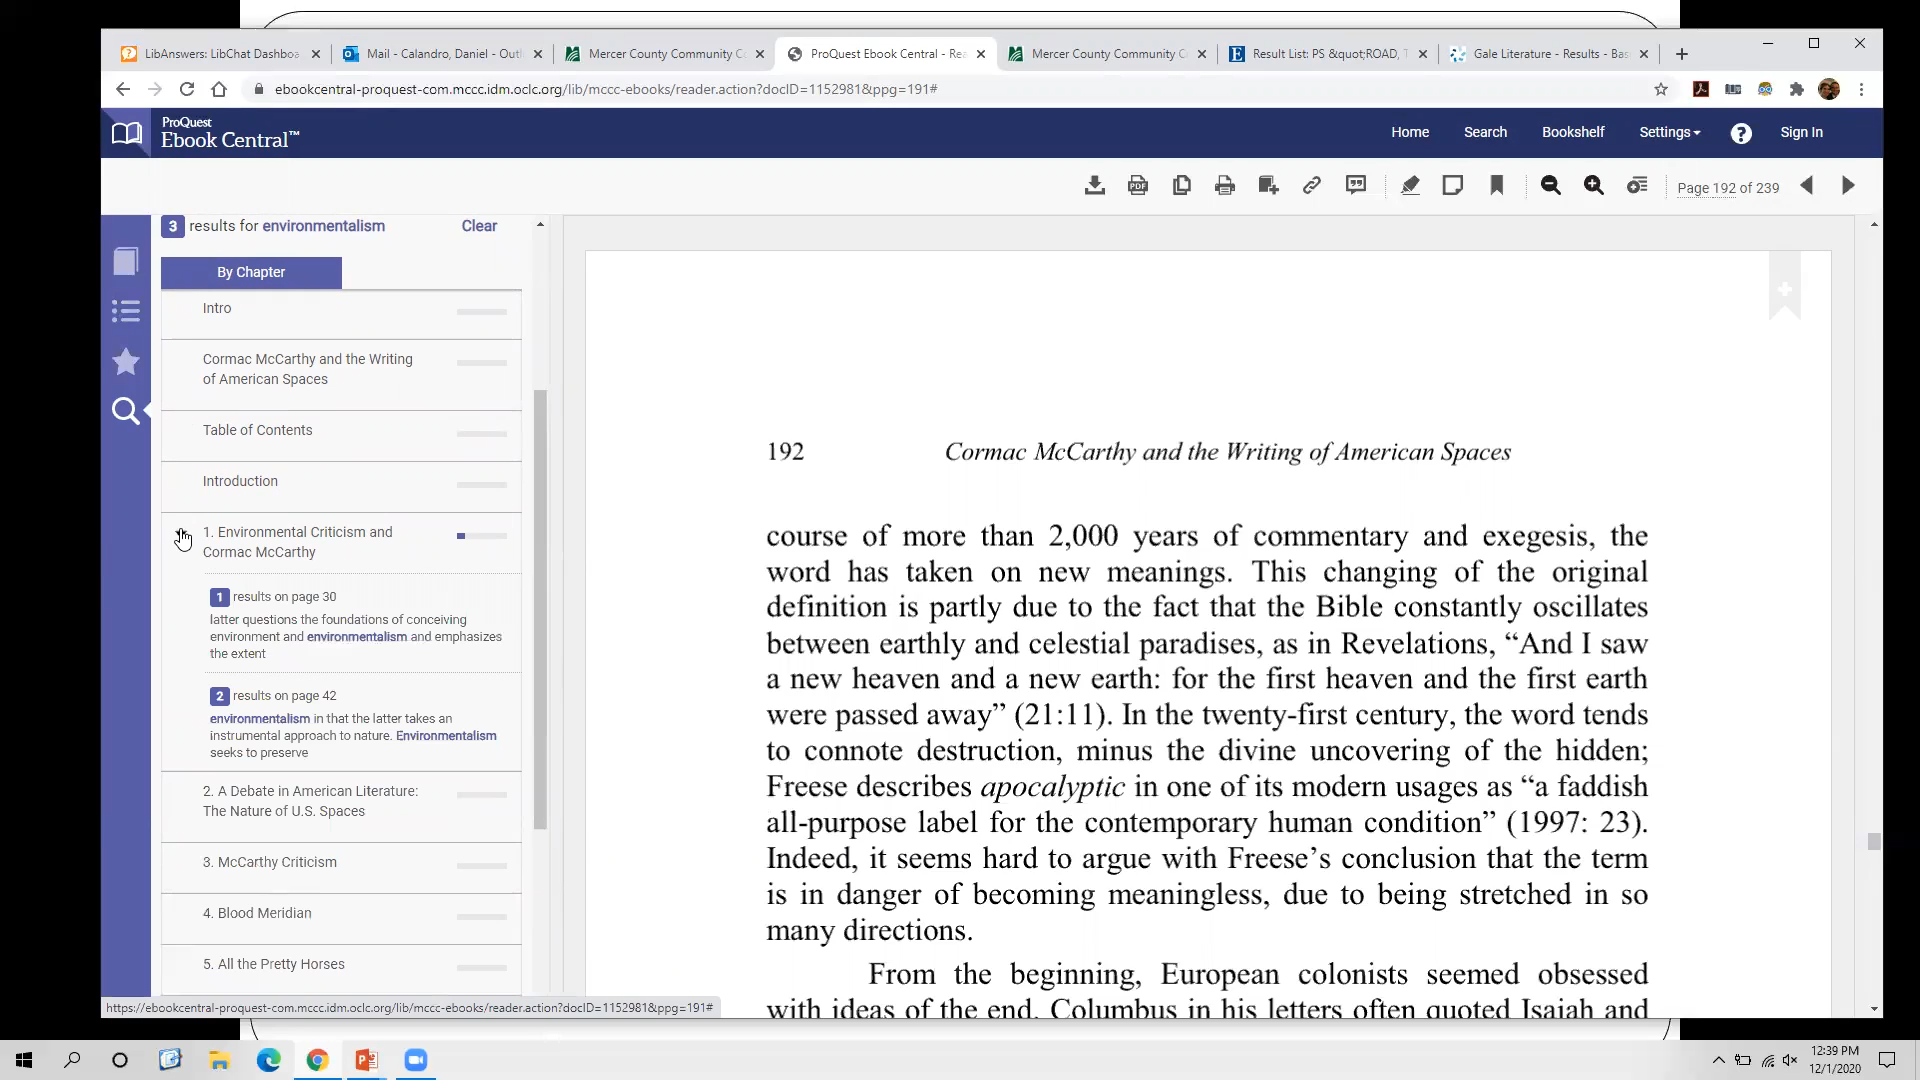 LibAnswers: LibChat Dashboa
Mail - Calandro, Daniel - Outl
Mercer County Community C
ProQuest Ebook Central - Rea
Mercer County Community C
Result List: PS &quot;ROAD, T
Gale Literature - Results - Bas
ebookcentral-proquest-com.mccc.idm.oclc.org/lib/mccc-ebooks/reader.action?docID=1152981&ppg=191#
ProQuest
Ebook Central™
Home
Search
Bookshelf
Settings
?
Sign In
PDF
Page 192 of 239
3 results for environmentalism
Clear
By Chapter
Intro
Cormac McCarthy and the Writing
of American Spaces
Table of Contents
Introduction
1. Environmental Criticism and
Cormac McCarthy
1 results on page 30
latter questions the foundations of conceiving
environment and environmentalism and emphasizes
the extent
2 results on page 42
environmentalism in that the latter takes an
instrumental approach to nature. Environmentalism
seeks to preserve
2. A Debate in American Literature:
The Nature of U.S. Spaces
3. McCarthy Criticism
4. Blood Meridian
5. All the Pretty Horses
192 Cormac McCarthy and the Writing of American Spaces
course of more than 2,000 years of commentary and exegesis, the
word has taken on new meanings. This changing of the original
definition is partly due to the fact that the Bible constantly oscillates
between earthly and celestial paradises, as in Revelations, “And I saw
a new heaven and a new earth: for the first heaven and the first earth
were passed away” (21:11). In the twenty-first century, the word tends
to connote destruction, minus the divine uncovering of the hidden;
Freese describes apocalyptic in one of its modern usages as “a faddish
all-purpose label for the contemporary human condition” (1997: 23).
Indeed, it seems hard to argue with Freese’s conclusion that the term
is in danger of becoming meaningless, due to being stretched in so
many directions.
From the beginning, European colonists seemed obsessed
with ideas of the end. Columbus in his letters often quoted Isaiah and
https://ebookcentral-proquest-com.mccc.idm.oclc.org/lib/mccc-ebooks/reader.action?docID=1152981&ppg=191#
12:39 PM
12/1/2020